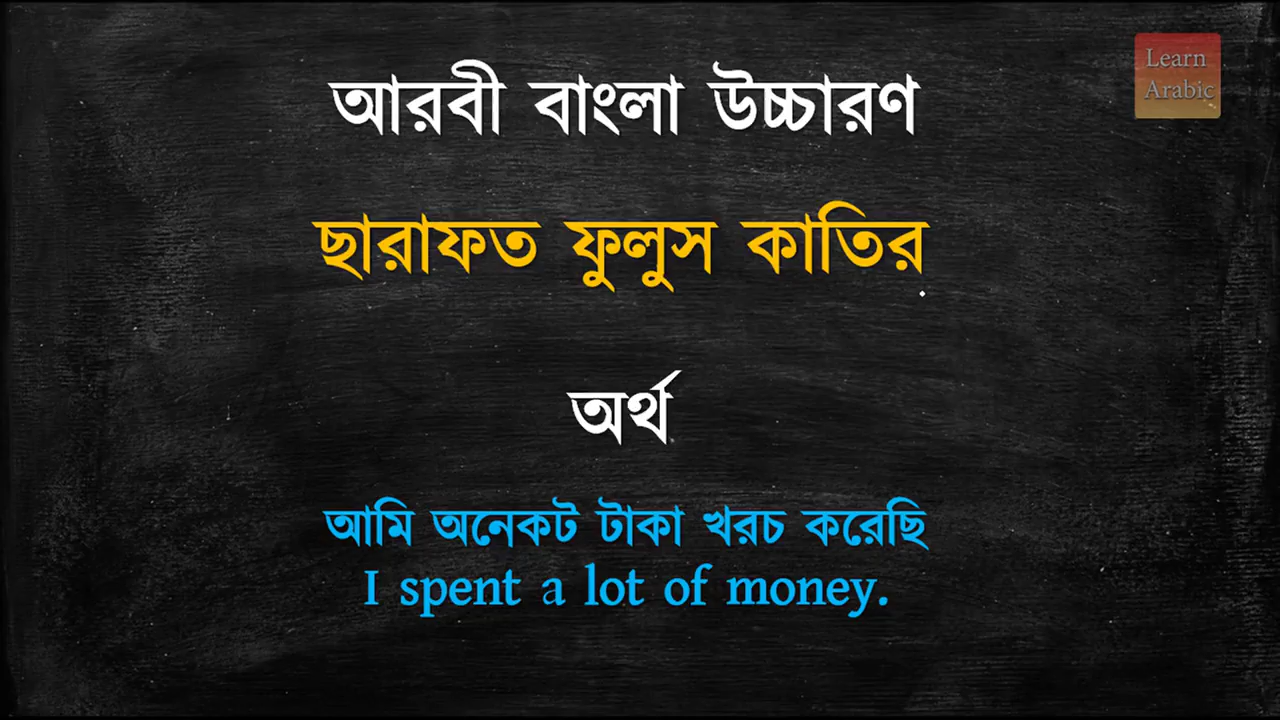 আরবী বাংলা উচ্চারণ
Learn
Arabic
ছারাফত ফুলুস কাতির
অর্থ
আমি অনেকট টাকা খরচ করেছি
I spent a lot of money.